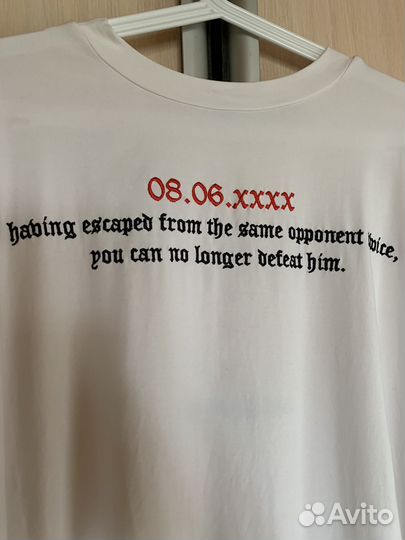 08.06.xxxx
having escaped from the same opponent twice,
you can no longer defeat him.
Avito